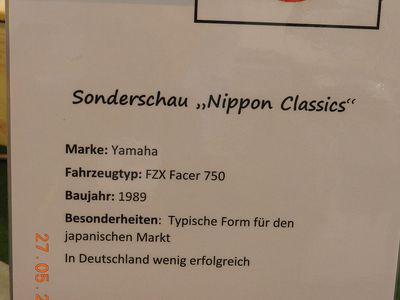 Sonderschau „Nippon Classics“
Marke: Yamaha
Fahrzeugtyp: FZX Facer 750
Baujahr: 1989
Besonderheiten: Typische Form für den
japanischen Markt
In Deutschland wenig erfolgreich
27.05.2